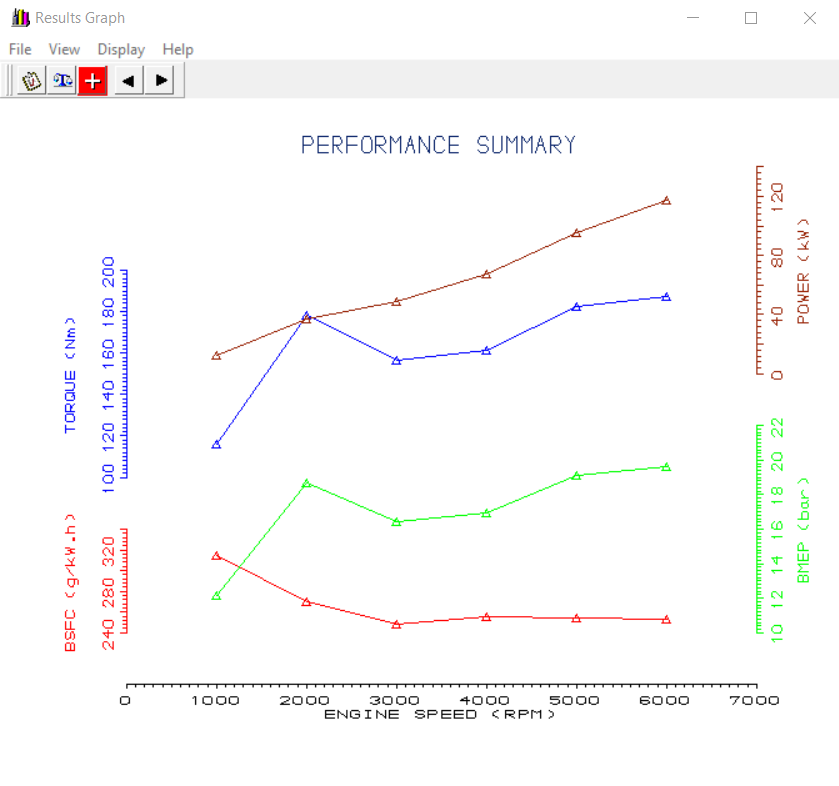 Results Graph
File View Display Help
PERFORMANCE SUMMARY
TORQUE (Nm)
100 120 140 160 180 200
POWER (kW)
0 40 80 120
BSFC (g/kW.h)
240 280 320
BMEP (bar)
10 12 14 16 18 20 22
0 1000 2000 3000 4000 5000 6000 7000
ENGINE SPEED (RPM)